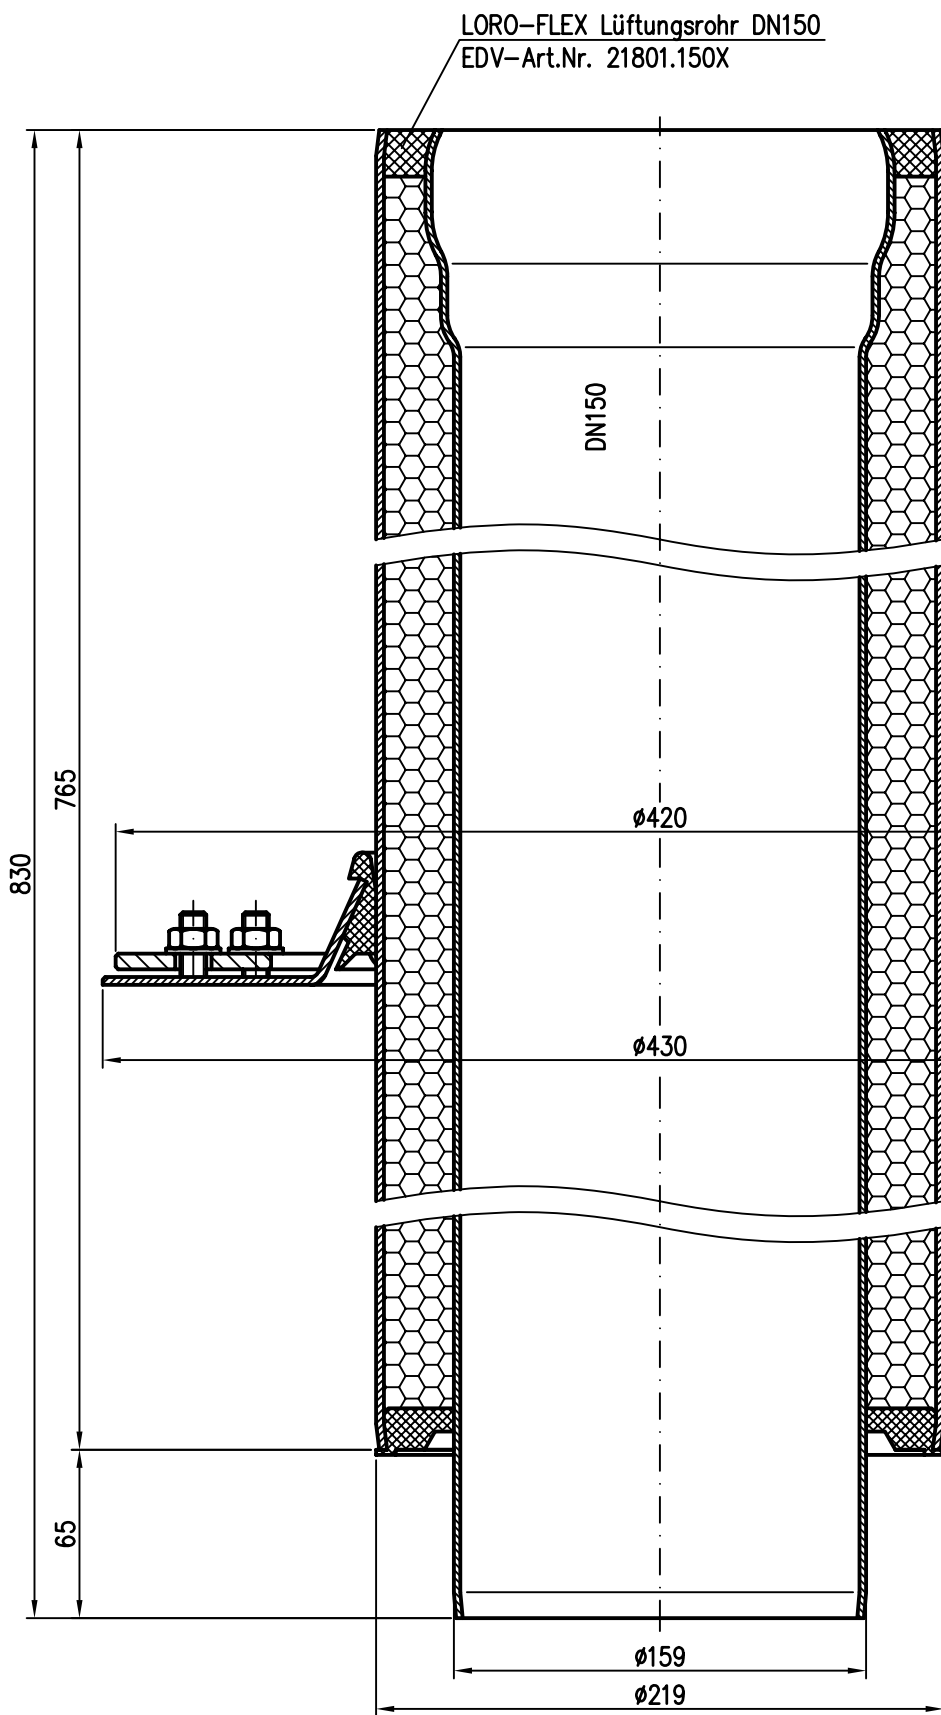 LORO-FLEX Lüftungsrohr DN150
EDV-Art.Nr. 21801.150X
DN150
765
ø420
830
ø430
65
ø159
ø219